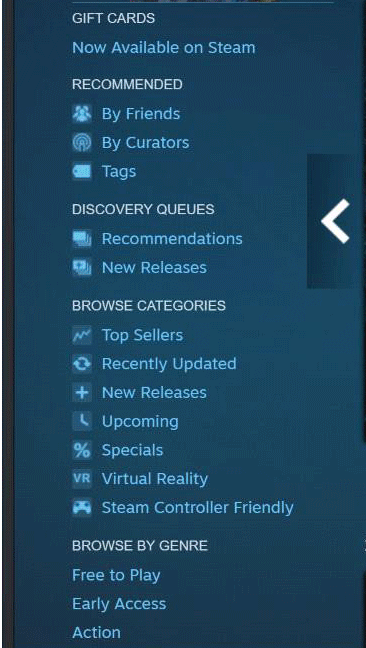 GIFT CARDS
Now Available on Steam
RECOMMENDED
By Friends
By Curators
Tags
DISCOVERY QUEUES
Recommendations
New Releases
BROWSE CATEGORIES
Top Sellers
Recently Updated
New Releases
Upcoming
% Specials
VR Virtual Reality
Steam Controller Friendly
BROWSE BY GENRE
Free to Play
Early Access
Action